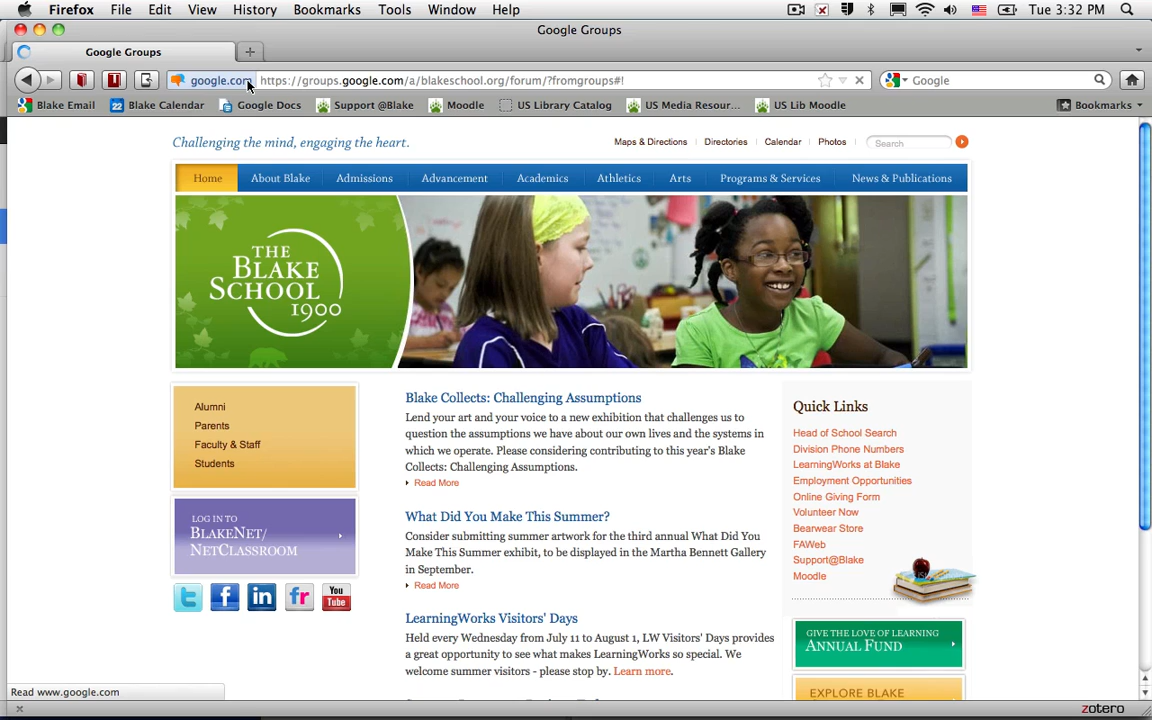 Firefox File Edit View History Bookmarks Tools Window Help Tue 3:32 PM
Google Groups
Google Groups
google.com https://groups.google.com/a/blakeschool.org/forum/?fromgroups#! Google
Blake Email 22 Blake Calendar Google Docs Support @Blake Moodle US Library Catalog US Media Resour... US Lib Moodle Bookmarks
Challenging the mind, engaging the heart. Maps & Directions Directories Calendar Photos Search
Home About Blake Admissions Advancement Academics Athletics Arts Programs & Services News & Publications
THE
BLAKE
SCHOOL
1900
Alumni
Parents
Faculty & Staff
Students
LOG IN TO
BLAKENET/
NETCLASSROOM
You
Tube
Blake Collects: Challenging Assumptions
Lend your art and your voice to a new exhibition that challenges us to
question the assumptions we have about our own lives and the systems in
which we operate. Please considering contributing to this year's Blake
Collects: Challenging Assumptions.
Read More
What Did You Make This Summer?
Consider submitting summer artwork for the third annual What Did You
Make This Summer exhibit, to be displayed in the Martha Bennett Gallery
in September.
Read More
LearningWorks Visitors' Days
Held every Wednesday from July 11 to August 1, LW Visitors' Days provides
a great opportunity to see what makes LearningWorks so special. We
welcome summer visitors - please stop by. Learn more.
Quick Links
Head of School Search
Division Phone Numbers
LearningWorks at Blake
Employment Opportunities
Online Giving Form
Volunteer Now
Bearwear Store
FAWeb
Support@Blake
Moodle
GIVE THE LOVE OF LEARNING
ANNUAL FUND
EXPLORE BLAKE
Read www.google.com
zotero